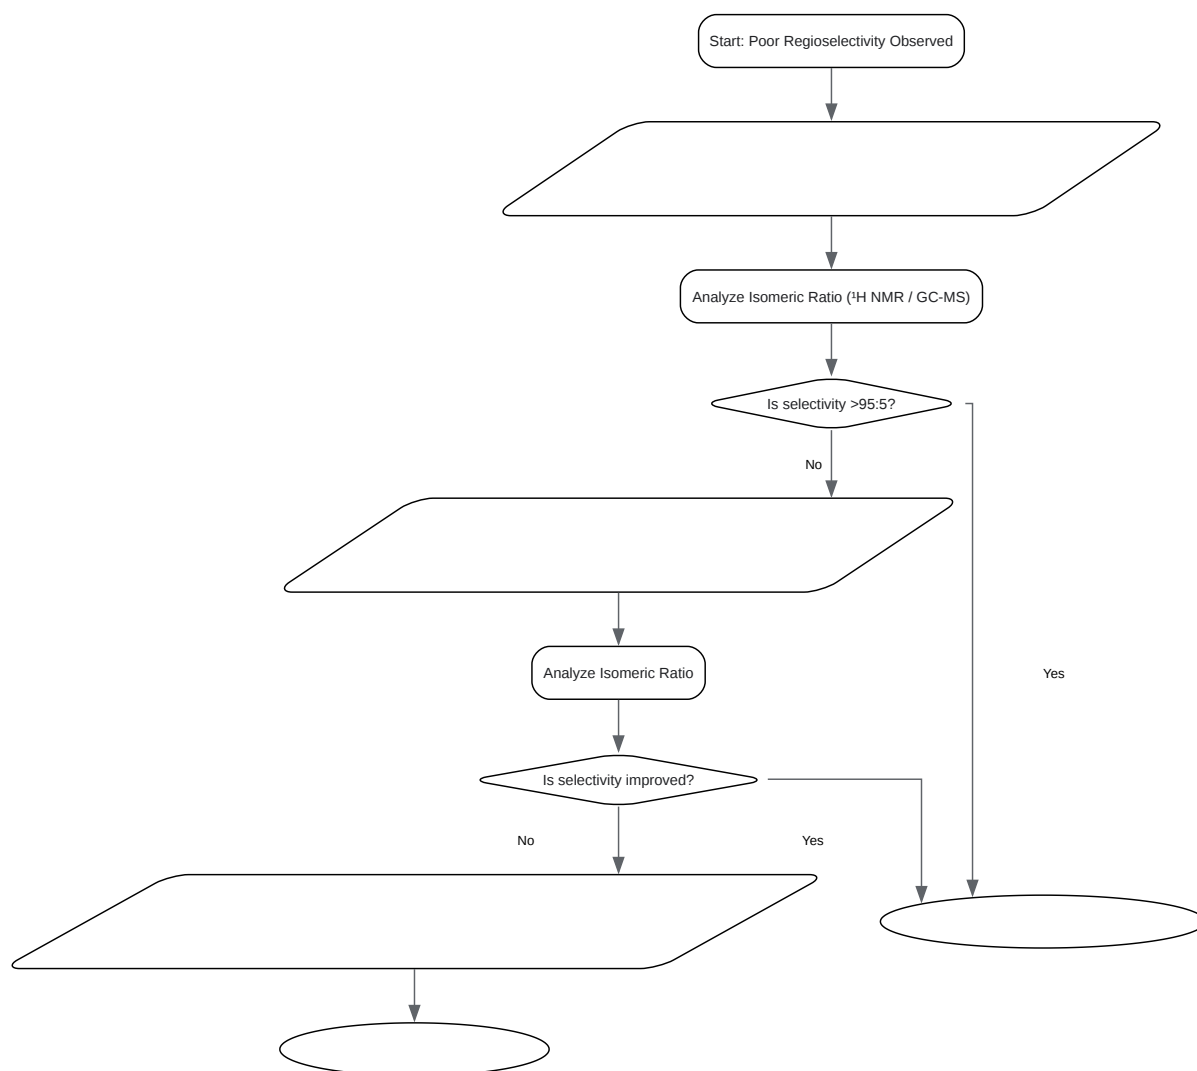 Start: Poor Regioselectivity Observed
Analyze Isomeric Ratio (¹H NMR / GC-MS)
Is selectivity >95:5?
No
Analyze Isomeric Ratio
Yes
Is selectivity improved?
No
Yes